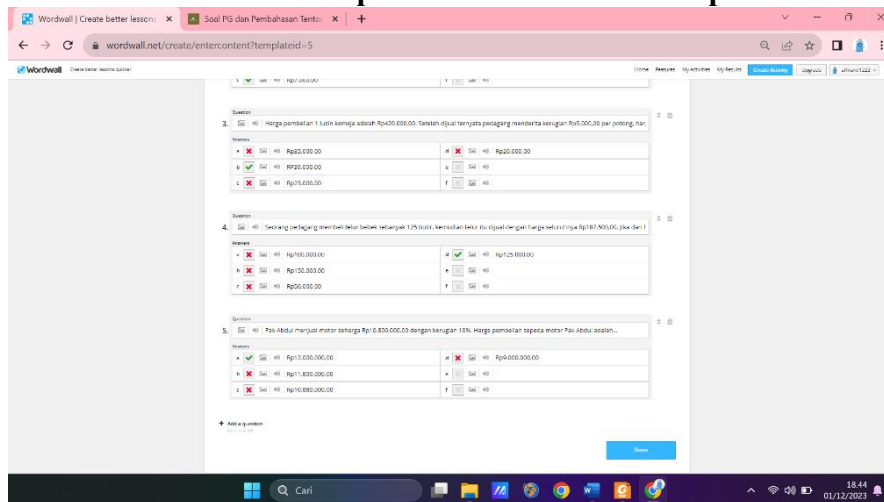 Wordwall | Create better lessons
Soal PG dan Pembahasan Tentan
wordwall.net/create/entercontent?templateid=5
Wordwall Create better lessons quicker
Home Features My Activities My Results Create Activity Upgrade
Rp7.000.00
Question
3. Harga pembelian 1 lusin kemeja adalah Rp420.000,00. Setelah dijual ternyata pedagang menderita kerugian Rp5.000,00 per potong, har
Answers
a Rp35.000.00 d Rp20.000.00
b RP30.000.00 e
c Rp25.000.00 f
Question
4. Seorang pedagang membeli telur bebek sebanyak 125 butir, kemudian telur itu dijual dengan harga seluruhnya Rp187.500,00. Jika dari
Answers
a Rp100.000.00 d Rp125.000.00
b Rp150.000.00 e
c Rp50.000.00 f
Question
5. Pak Abdul menjual motor seharga Rp10.800.000,00 dengan kerugian 10%. Harga pembelian sepeda motor Pak Abdul adalah...
Answers
a Rp12.000.000,00 d Rp9.000.000,00
b Rp11.800.000,00 e
c Rp10.880.000.00 f
+ Add a question
Done
Cari
18.44
01/12/2023